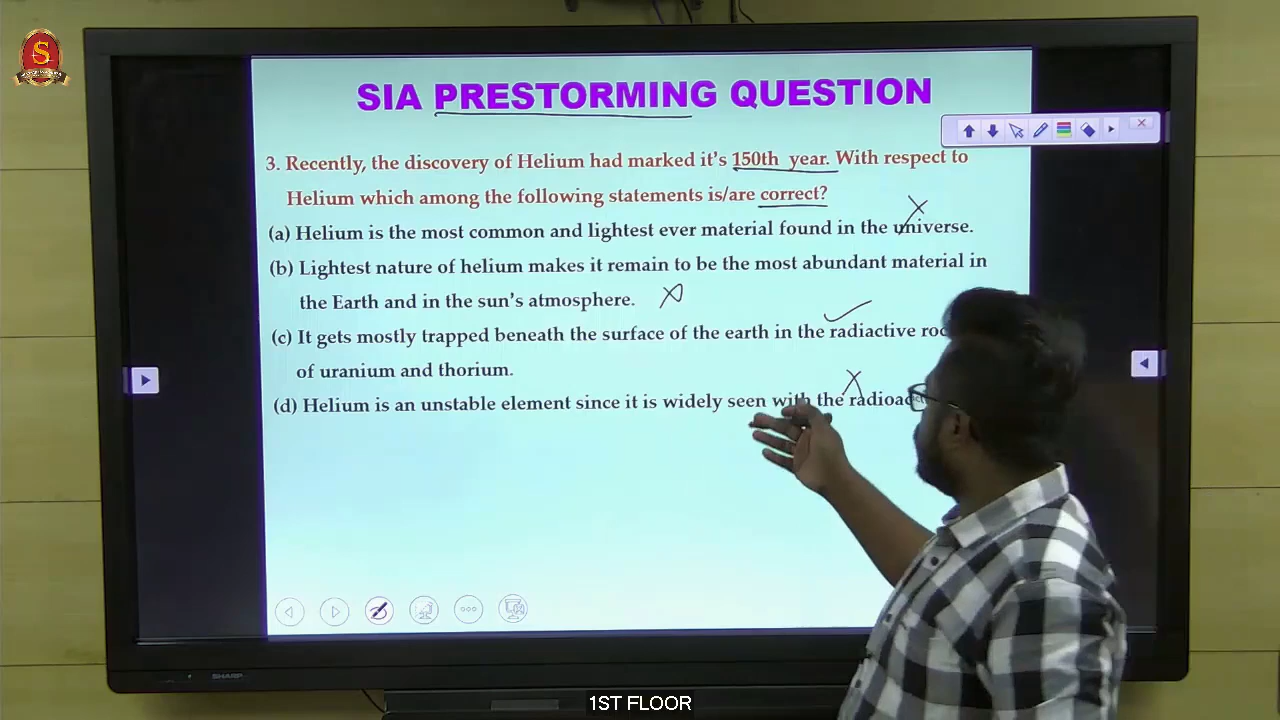 S
SIA PRESTORMING QUESTION
3. Recently, the discovery of Helium had marked it's 150th year. With respect to
Helium which among the following statements is/are correct?
(a) Helium is the most common and lightest ever material found in the universe.
(b) Lightest nature of helium makes it remain to be the most abundant material in
the Earth and in the sun's atmosphere.
(c) It gets mostly trapped beneath the surface of the earth in the radiactive
of uranium and thorium.
(d) Helium is an unstable element since it is widely seen with the
SHARP
1ST FLOOR